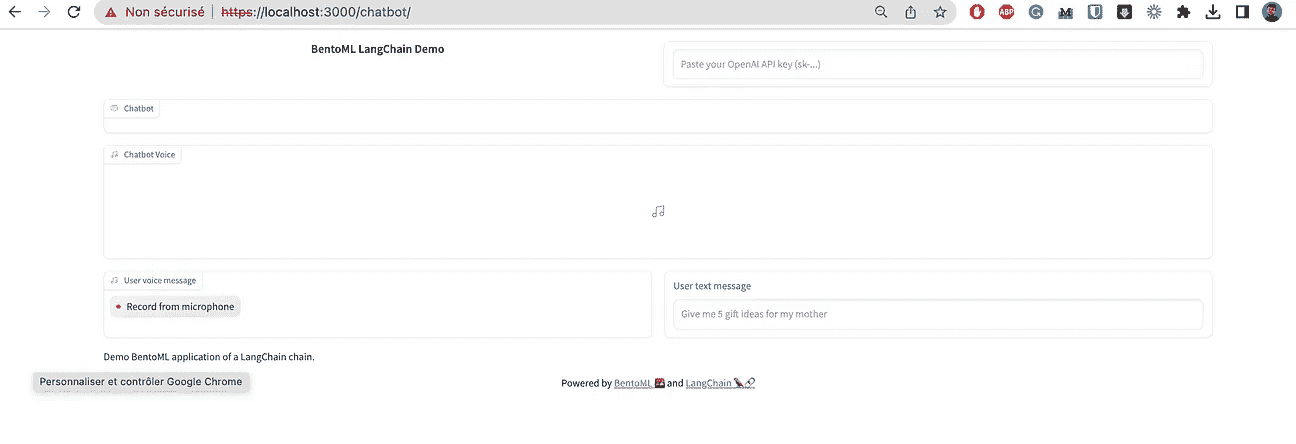 Non sécurisé https://localhost:3000/chatbot/ ABP
BentoML LangChain Demo
Paste your OpenAI API key (sk-...)
Chatbot
Chatbot Voice
User voice message
Record from microphone
User text message
Give me 5 gift ideas for my mother
Demo BentoML application of a LangChain chain.
Personnaliser et contrôler Google Chrome
Powered by BentoML 🍱 and LangChain 🦜🔗